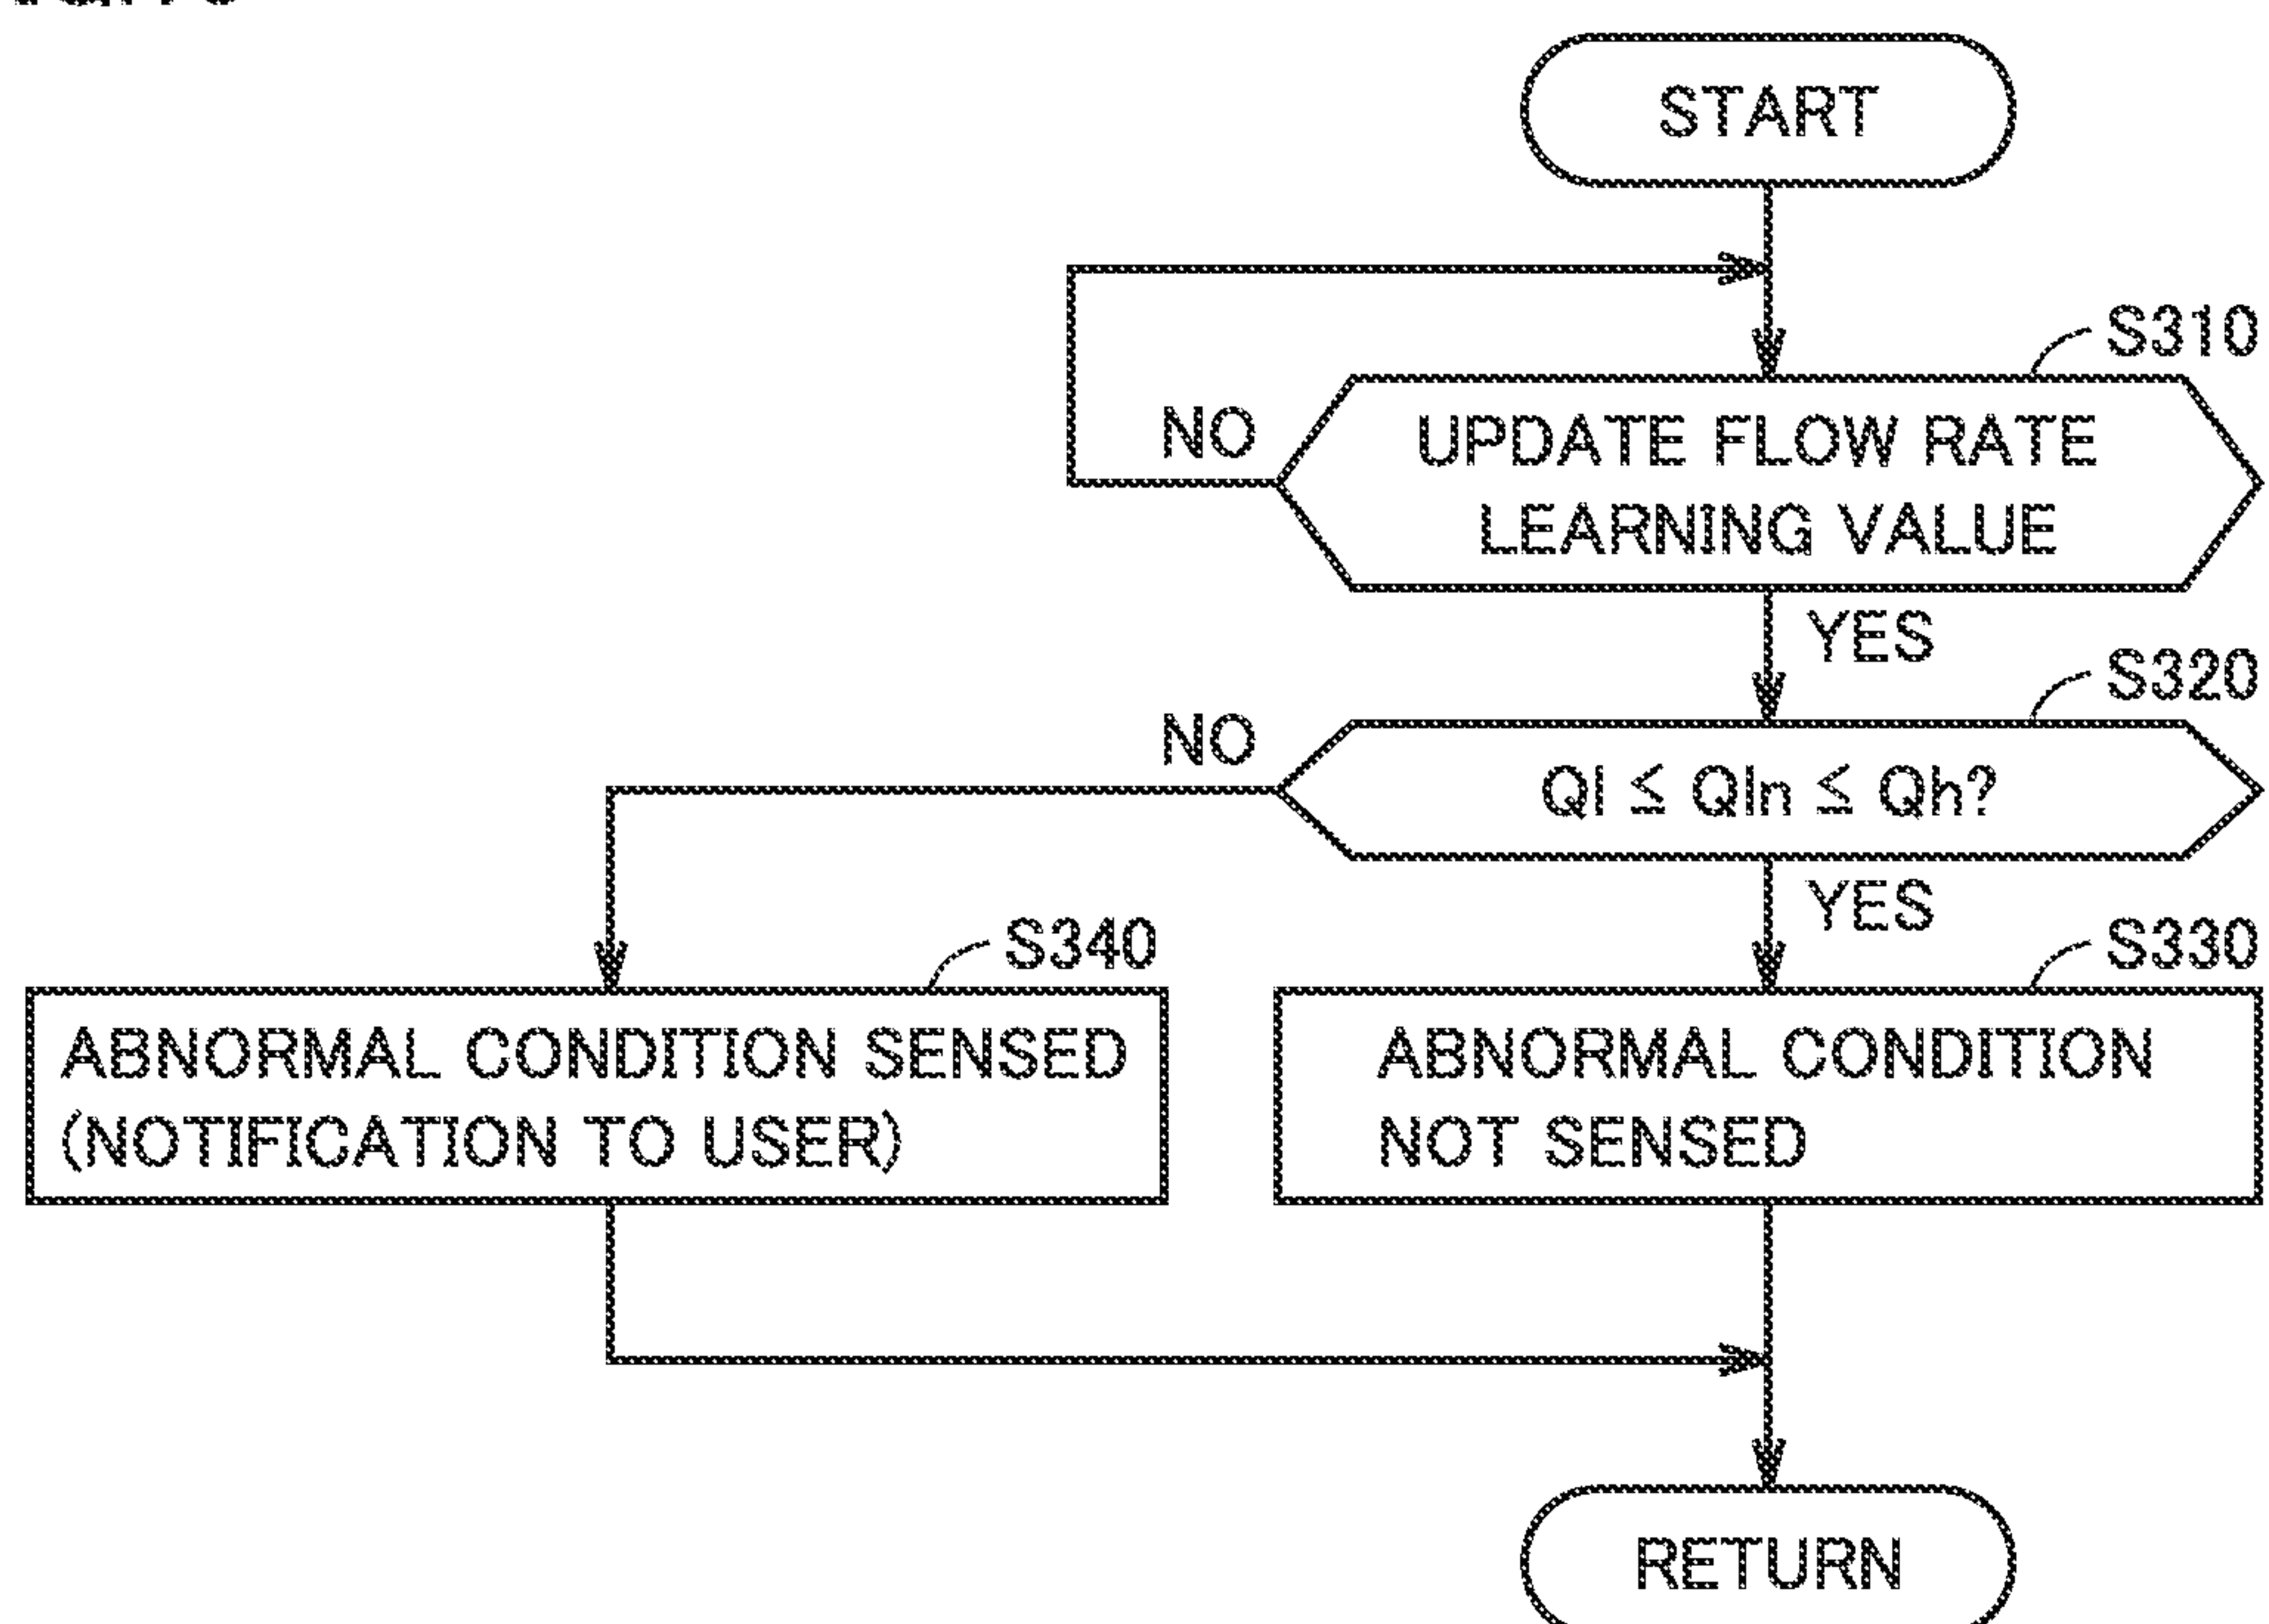 START
S310
NO
UPDATE FLOW RATE
LEARNING VALUE
YES
S320
NO
Ql ≦ Qln ≦ Qh?
YES
S340
S330
ABNORMAL CONDITION SENSED
(NOTIFICATION TO USER)
ABNORMAL CONDITION
NOT SENSED
RETURN